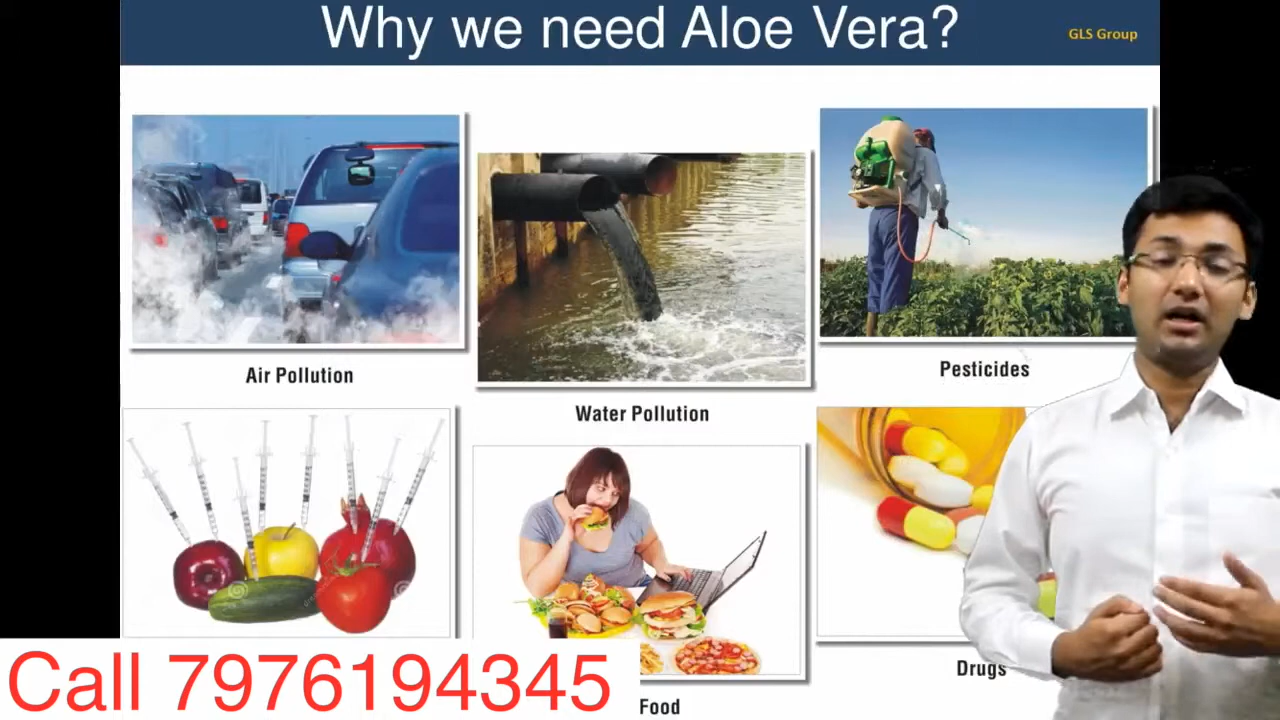 Why we need Aloe Vera?
GLS Group
Air Pollution
Water Pollution
Pesticides
Food
Drugs
Call 7976194345